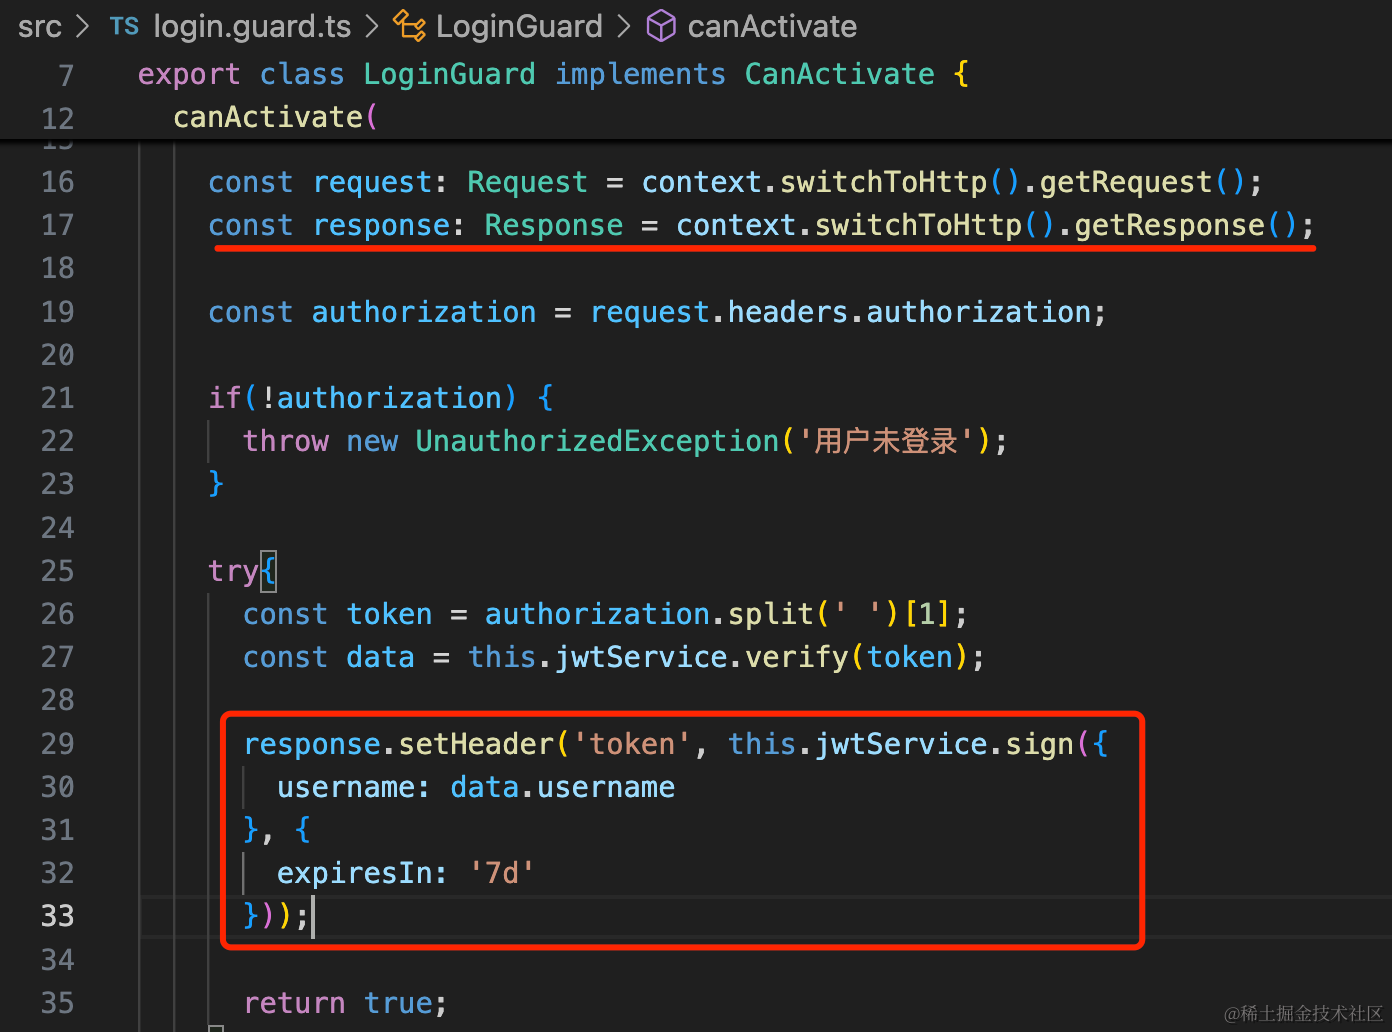 src > TS login.guard.ts > LoginGuard > canActivate
7 export class LoginGuard implements CanActivate {
12 canActivate(
16 const request: Request = context.switchToHttp().getRequest();
17 const response: Response = context.switchToHttp().getResponse();
18
19 const authorization = request.headers.authorization;
20
21 if(!authorization) {
22 throw new UnauthorizedException('用户未登录');
23 }
24
25 try{
26 const token = authorization.split(' ')[1];
27 const data = this.jwtService.verify(token);
28
29 response.setHeader('token', this.jwtService.sign({
30 username: data.username
31 }, {
32 expiresIn: '7d'
33 }));
34
35 return true;
@稀土掘金技术社区